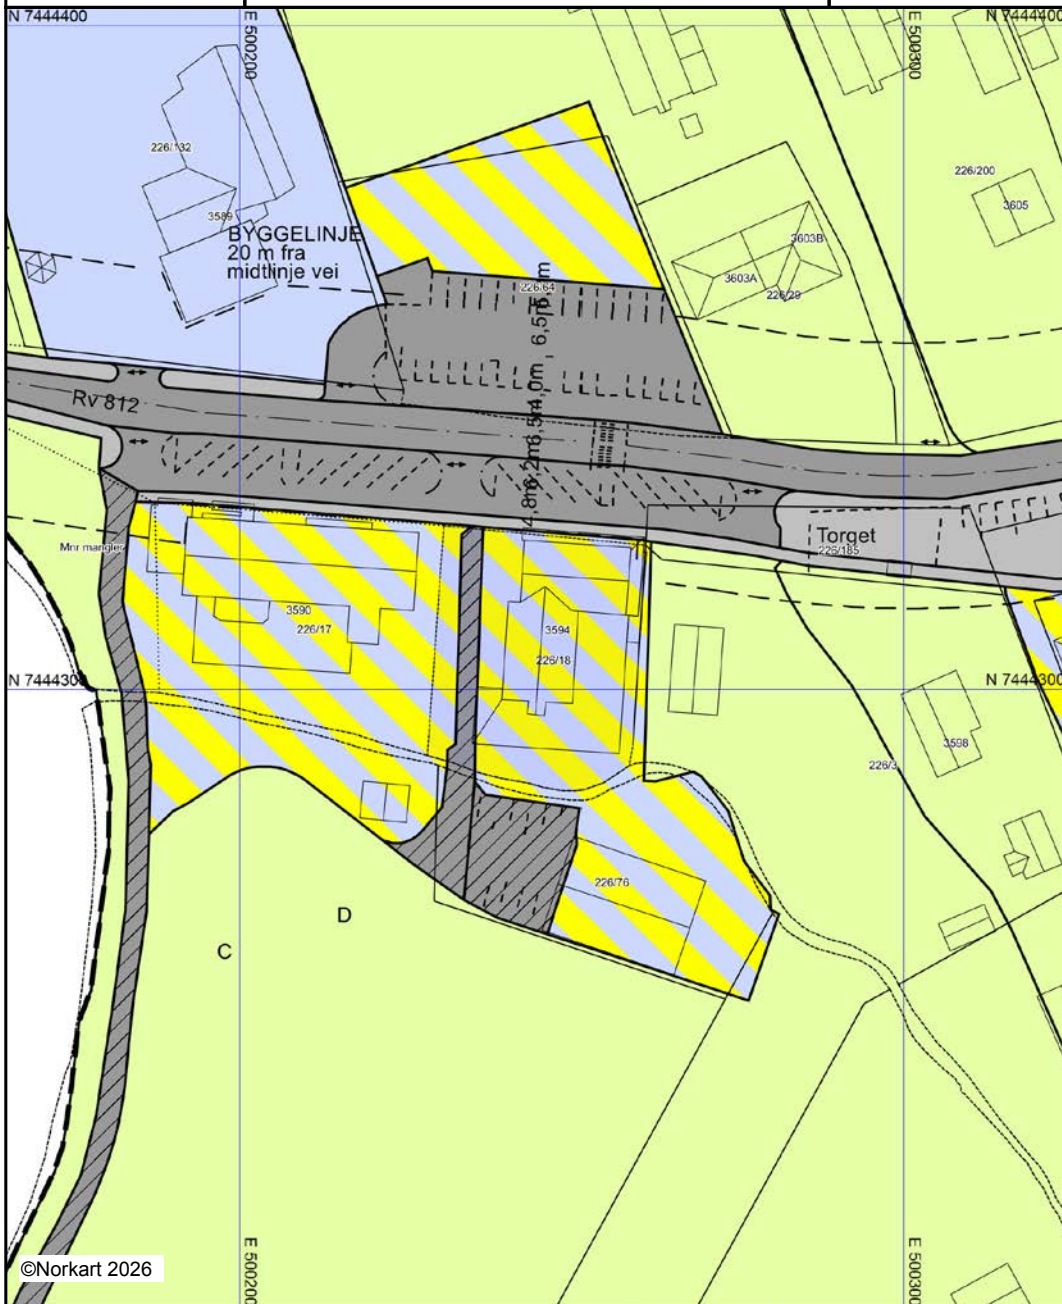 N 7444400
E 500200
E 500300
N 7444400
226/132
226/200
3605
3589
BYGGELINJE
20 m fra
midtlinje vei
3603B
3603A
226/29
226/64
Rv 812
Torget
226/185
Mnr mangler
3590
226/17
3594
226/18
N 7444300
N 7444300
3598
226/3
226/76
D
C
E 500200
E 500300
©Norkart 2026